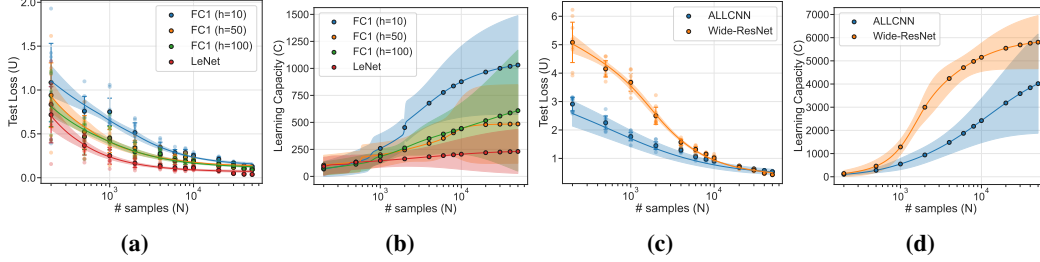 2.0
1.5
1.0
0.5
0.0
Test Loss (U)
10³
10⁴
# samples (N)
FC1 (h=10)
FC1 (h=50)
FC1 (h=100)
LeNet
(a)
1500
1250
1000
750
500
250
0
Learning Capacity (C)
10³
10⁴
# samples (N)
FC1 (h=10)
FC1 (h=50)
FC1 (h=100)
LeNet
(b)
6
5
4
3
2
1
Test Loss (U)
10³
10⁴
# samples (N)
ALLCNN
Wide-ResNet
(c)
7000
6000
5000
4000
3000
2000
1000
0
Learning Capacity (C)
10³
10⁴
# samples (N)
ALLCNN
Wide-ResNet
(d)